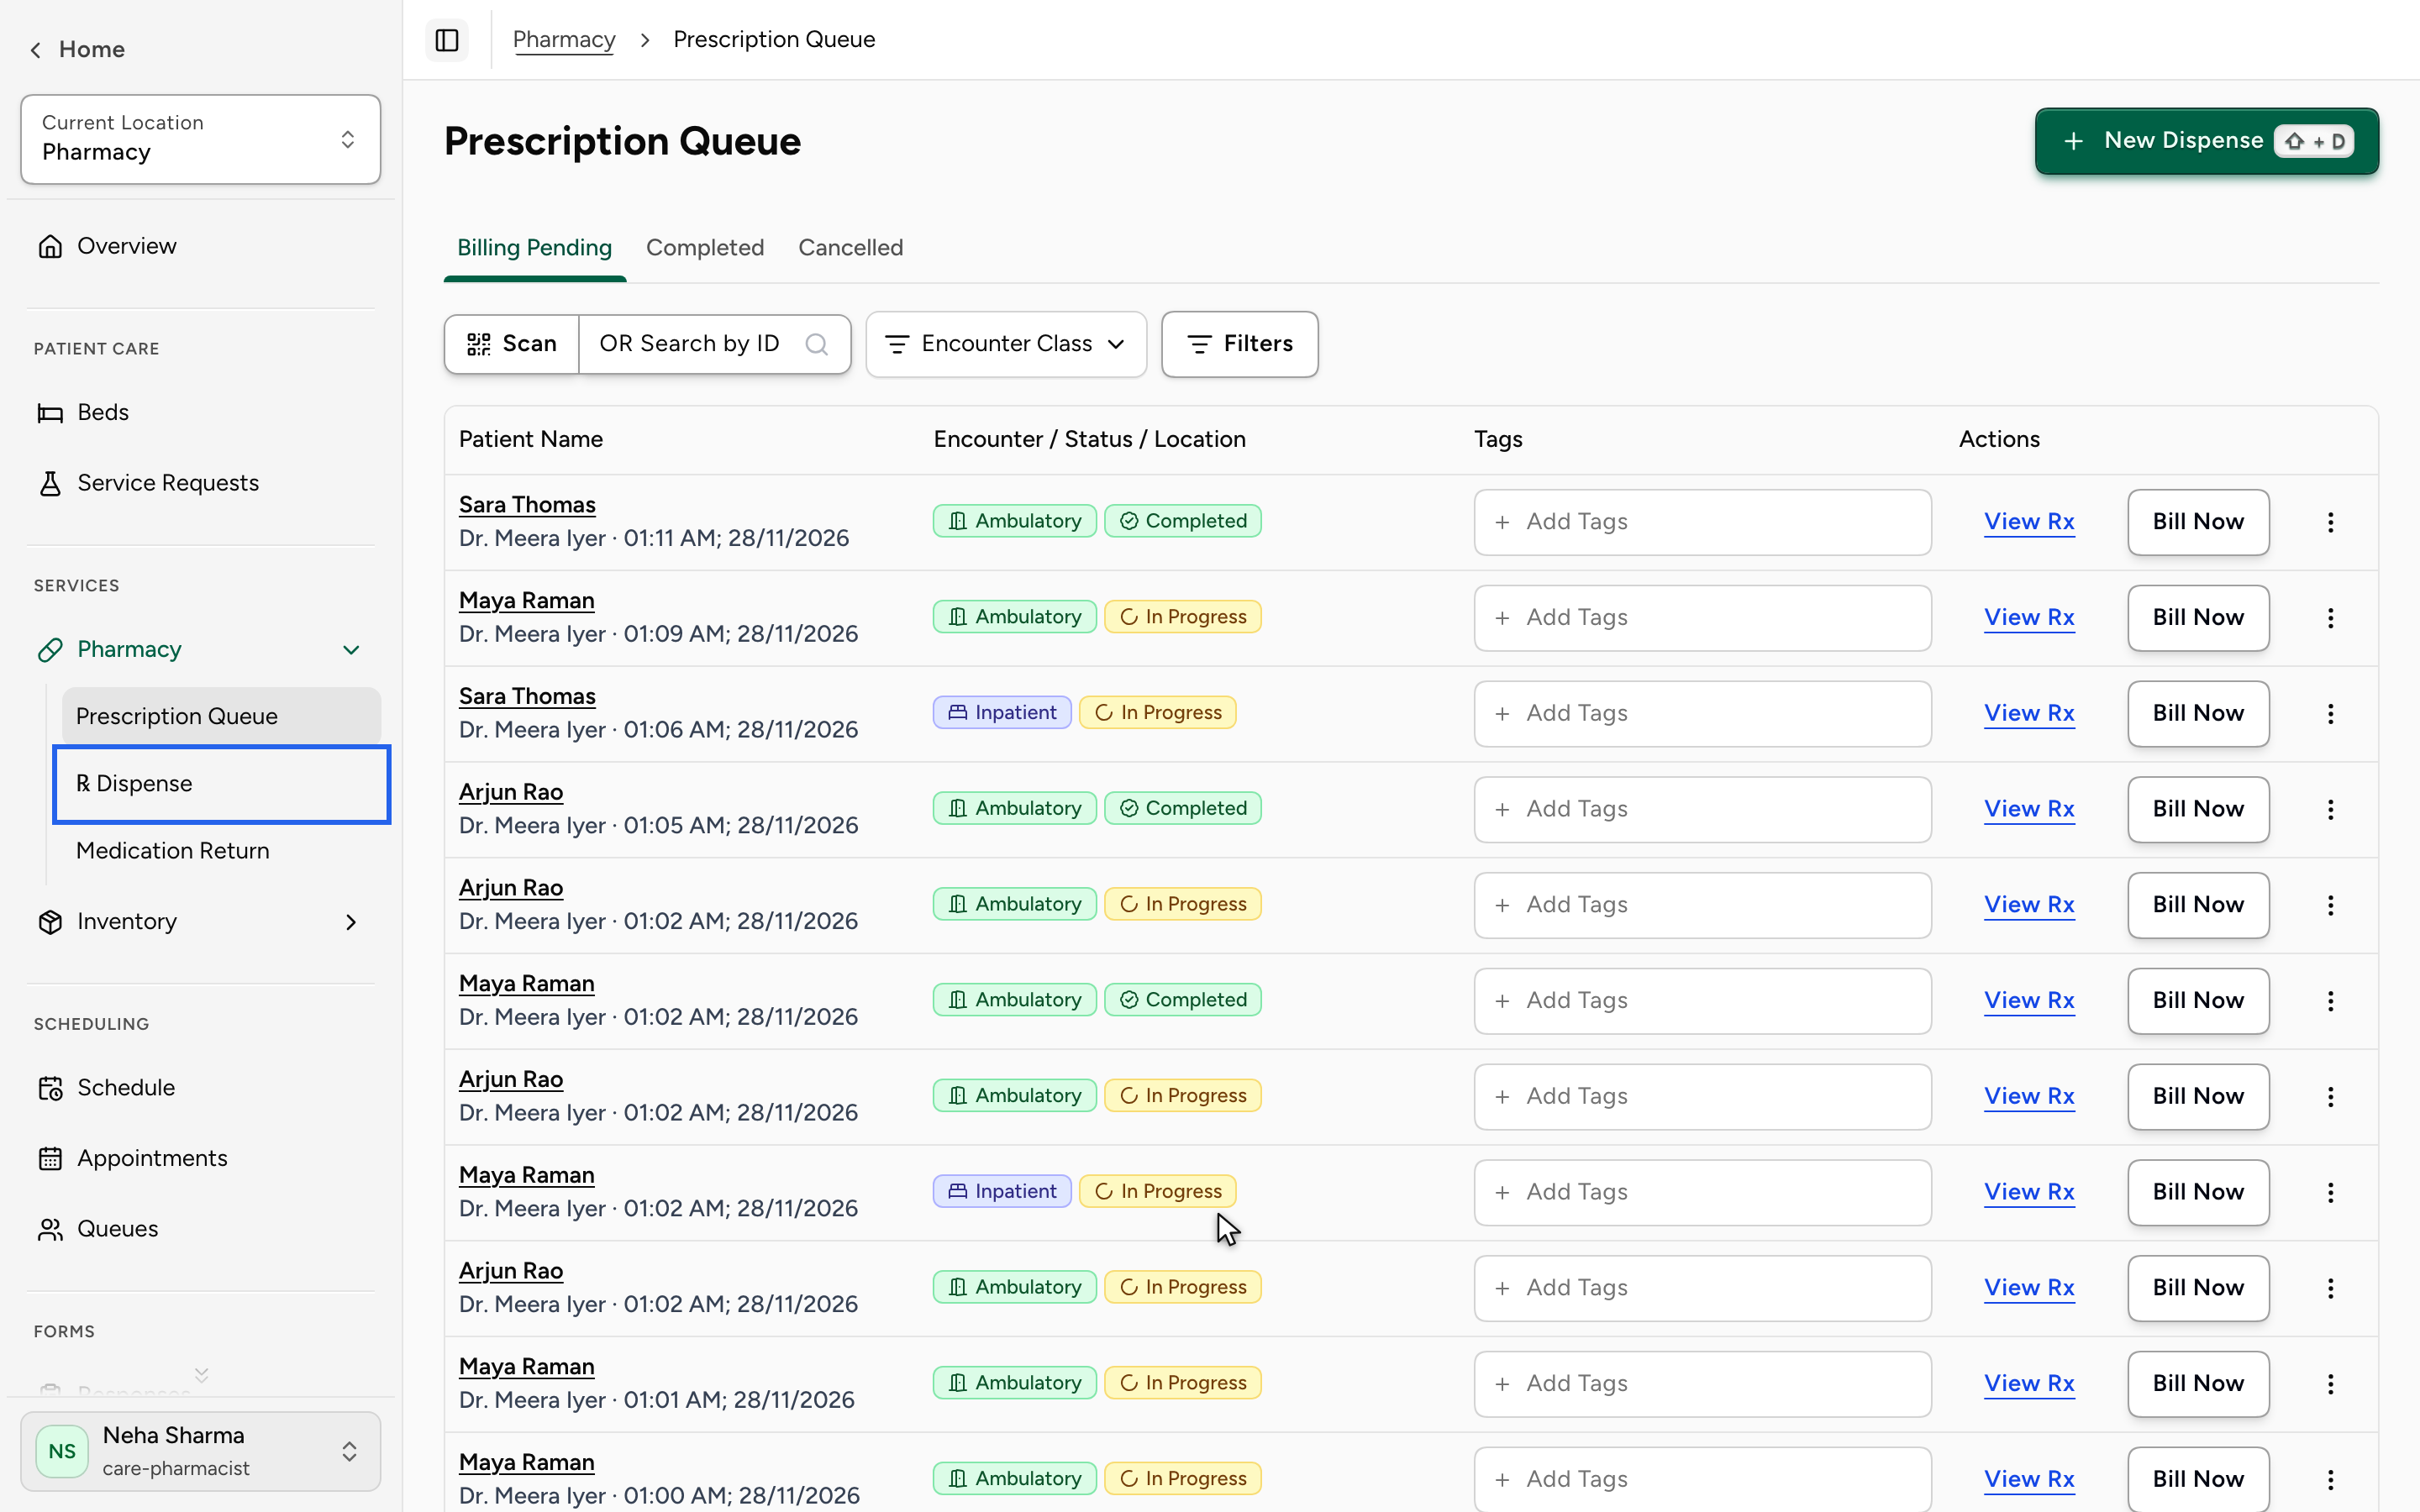 Home
Current Location
Pharmacy
Overview
PATIENT CARE
Beds
Service Requests
SERVICES
Pharmacy
Prescription Queue
℞ Dispense
Medication Return
Inventory
SCHEDULING
Schedule
Appointments
Queues
FORMS
Responses
NS
Neha Sharma
care-pharmacist
Pharmacy > Prescription Queue
Prescription Queue
+ New Dispense ⇧ + D
Billing Pending Completed Cancelled
Scan OR Search by ID Encounter Class Filters
Patient Name Encounter / Status / Location Tags Actions
Sara Thomas
Dr. Meera Iyer · 01:11 AM; 28/11/2026
Ambulatory Completed + Add Tags View Rx Bill Now
Maya Raman
Dr. Meera Iyer · 01:09 AM; 28/11/2026
Ambulatory In Progress + Add Tags View Rx Bill Now
Sara Thomas
Dr. Meera Iyer · 01:06 AM; 28/11/2026
Inpatient In Progress + Add Tags View Rx Bill Now
Arjun Rao
Dr. Meera Iyer · 01:05 AM; 28/11/2026
Ambulatory Completed + Add Tags View Rx Bill Now
Arjun Rao
Dr. Meera Iyer · 01:02 AM; 28/11/2026
Ambulatory In Progress + Add Tags View Rx Bill Now
Maya Raman
Dr. Meera Iyer · 01:02 AM; 28/11/2026
Ambulatory Completed + Add Tags View Rx Bill Now
Arjun Rao
Dr. Meera Iyer · 01:02 AM; 28/11/2026
Ambulatory In Progress + Add Tags View Rx Bill Now
Maya Raman
Dr. Meera Iyer · 01:02 AM; 28/11/2026
Inpatient In Progress + Add Tags View Rx Bill Now
Arjun Rao
Dr. Meera Iyer · 01:02 AM; 28/11/2026
Ambulatory In Progress + Add Tags View Rx Bill Now
Maya Raman
Dr. Meera Iyer · 01:01 AM; 28/11/2026
Ambulatory In Progress + Add Tags View Rx Bill Now
Maya Raman
Dr. Meera Iyer · 01:00 AM; 28/11/2026
Ambulatory In Progress + Add Tags View Rx Bill Now